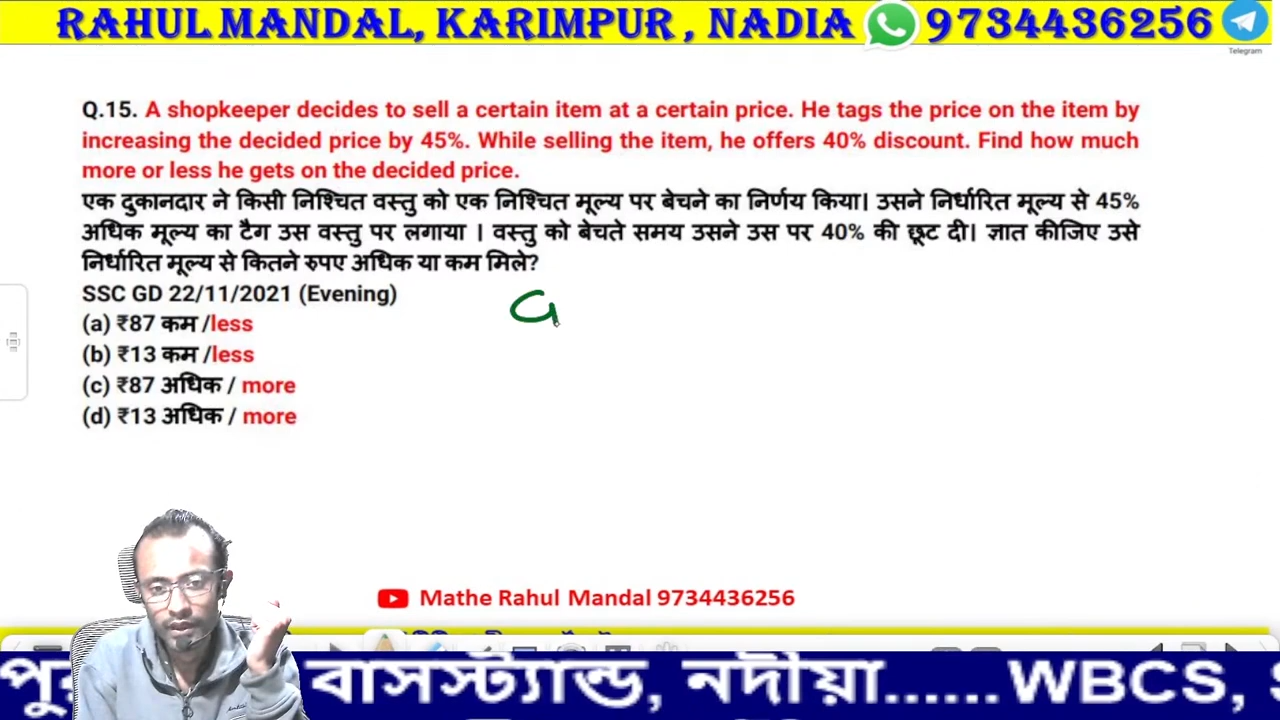 RAHUL MANDAL, KARIMPUR , NADIA 9734436256
Telegram
Q.15. A shopkeeper decides to sell a certain item at a certain price. He tags the price on the item by
increasing the decided price by 45%. While selling the item, he offers 40% discount. Find how much
more or less he gets on the decided price.
एक दुकानदार ने किसी निश्चित वस्तु को एक निश्चित मूल्य पर बेचने का निर्णय किया। उसने निर्धारित मूल्य से 45%
अधिक मूल्य का टैग उस वस्तु पर लगाया । वस्तु को बेचते समय उसने उस पर 40% की छूट दी। ज्ञात कीजिए उसे
निर्धारित मूल्य से कितने रुपए अधिक या कम मिले?
SSC GD 22/11/2021 (Evening)
(a) ₹87 कम /less
(b) ₹13 कम /less
(c) ₹87 अधिक / more
(d) ₹13 अधिक / more
Mathe Rahul Mandal 9734436256
বাসস্ট্যান্ড, নদীয়া...... WBCS,